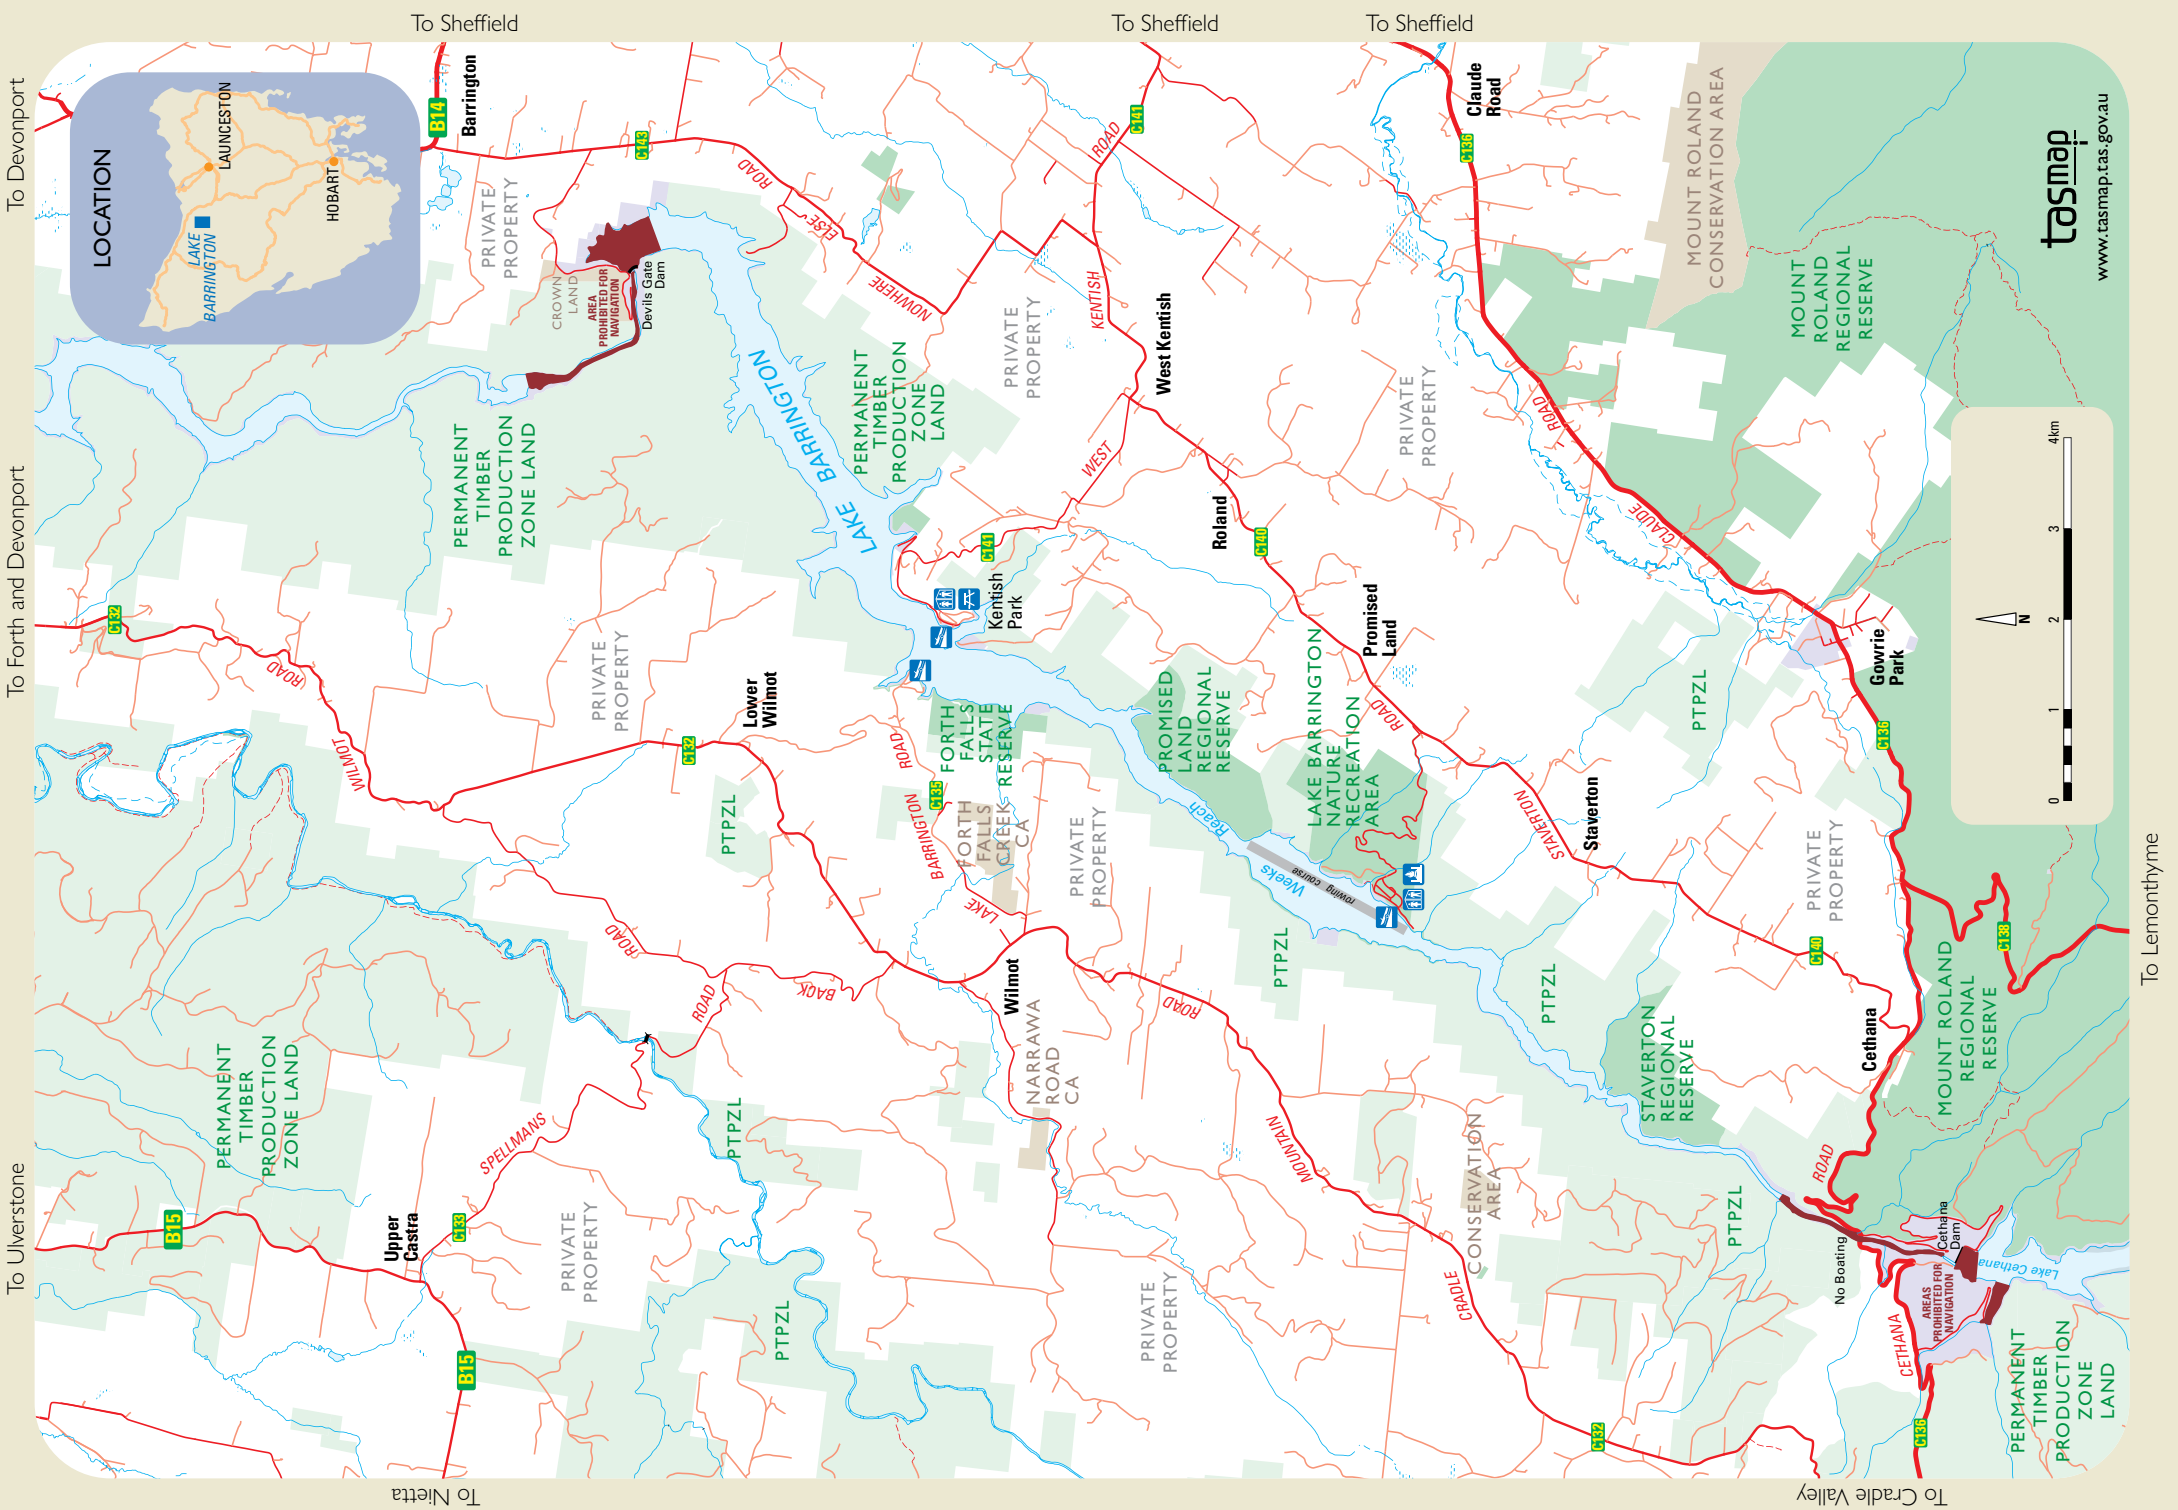 To Sheffield
To Sheffield
To Sheffield
To Devonport
To Forth and Devonport
To Ulverstone
To Nietta
To Cradle Valley
To Lemonthyme
LOCATION
LAUNCESTON
HOBART
LAKE
BARRINGTON
B14
Barrington
C143
PRIVATE
PROPERTY
CROWN
LAND
AREA
PROHIBITED FOR
NAVIGATION
Devils Gate
Dam
ROAD
ELSE
NOWHERE
ROAD
C141
KENTISH
West Kentish
WEST
PRIVATE
PROPERTY
Claude
Road
C136
MOUNT ROLAND
CONSERVATION AREA
MOUNT
ROLAND
REGIONAL
RESERVE
tasmap
www.tasmap.tas.gov.au
LAKE BARRINGTON
PERMANENT
TIMBER
PRODUCTION
ZONE
LAND
PERMANENT
TIMBER
PRODUCTION
ZONE LAND
PRIVATE
PROPERTY
ROAD
CLAUDE
0 1 2 3 4km
N
C132
ROAD
WILMOT
PRIVATE
PROPERTY
Lower
Wilmot
C132
C141
Kentish
Park
Roland
C140
Promised
Land
ROAD
FORTH
FALLS
STATE
RESERVE
ROAD
C135
BARRINGTON
LAKE
FORTH
FALLS
CREEK
CA
PRIVATE
PROPERTY
PROMISED
LAND
REGIONAL
RESERVE
LAKE BARRINGTON
NATURE
RECREATION
AREA
Weeks Reach
rowing course
STAVERTON
Staverton
PTPZL
Gowrie
Park
C136
PRIVATE
PROPERTY
C140
C138
PTPZL
ROAD
BACK
ROAD
SPELLMANS
PERMANENT
TIMBER
PRODUCTION
ZONE LAND
B15
Upper
Castra
C133
B15
PRIVATE
PROPERTY
PTPZL
PTPZL
Wilmot
NARRAWA
ROAD
CA
ROAD
MOUNTAIN
CRADLE
PRIVATE
PROPERTY
CONSERVATION
AREA
PTPZL
PTPZL
STAVERTON
REGIONAL
RESERVE
Cethana
MOUNT ROLAND
REGIONAL
RESERVE
ROAD
PTPZL
No Boating
Cethana
Dam
AREAS
PROHIBITED FOR
NAVIGATION
Lake Cethana
CETHANA
C132
C136
PERMANENT
TIMBER
PRODUCTION
ZONE
LAND